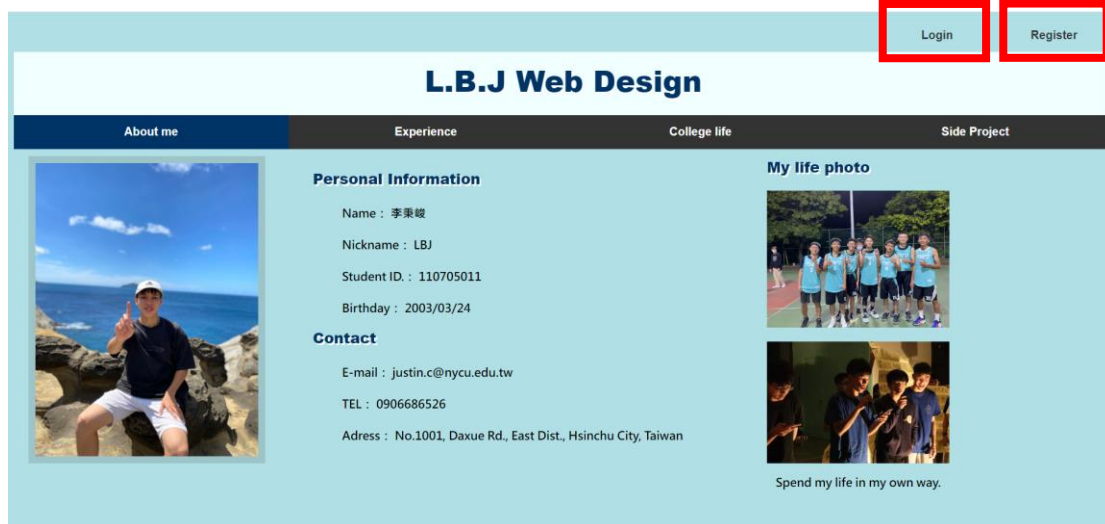 Login Register
L.B.J Web Design
About me Experience College life Side Project
Personal Information
Name： 李秉峻
Nickname： LBJ
Student ID.： 110705011
Birthday： 2003/03/24
Contact
E-mail： justin.c@nycu.edu.tw
TEL： 0906686526
Adress： No.1001, Daxue Rd., East Dist., Hsinchu City, Taiwan
My life photo
Spend my life in my own way.